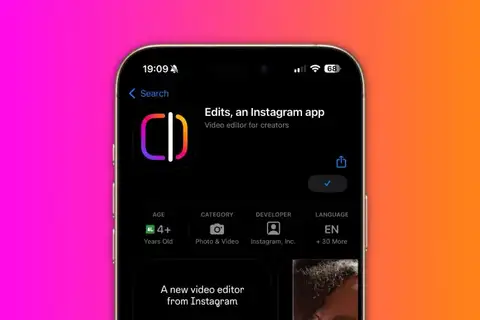 19:09
68
Search
Edits, an Instagram app
Video editor for creators
AGE
CATEGORY
DEVELOPER
LANGUAGE
4+
EN
Years Old
Photo & Video
Instagram, Inc.
+ 30 More
A new video editor
from Instagram